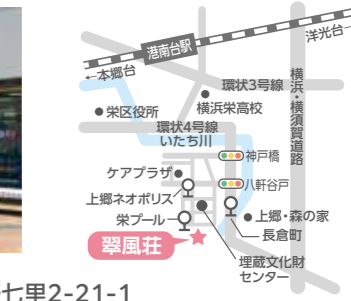 港南台駅
洋光台→
←本郷台
環状3号線
横浜・横須賀道路
栄区役所
横浜栄高校
環状4号線
いたち川
神戸橋
ケアプラザ
八軒谷戸
上郷ネオポリス
上郷・森の家
栄プール
長倉町
翠風荘
埋蔵文化財
センター
七里2-21-1